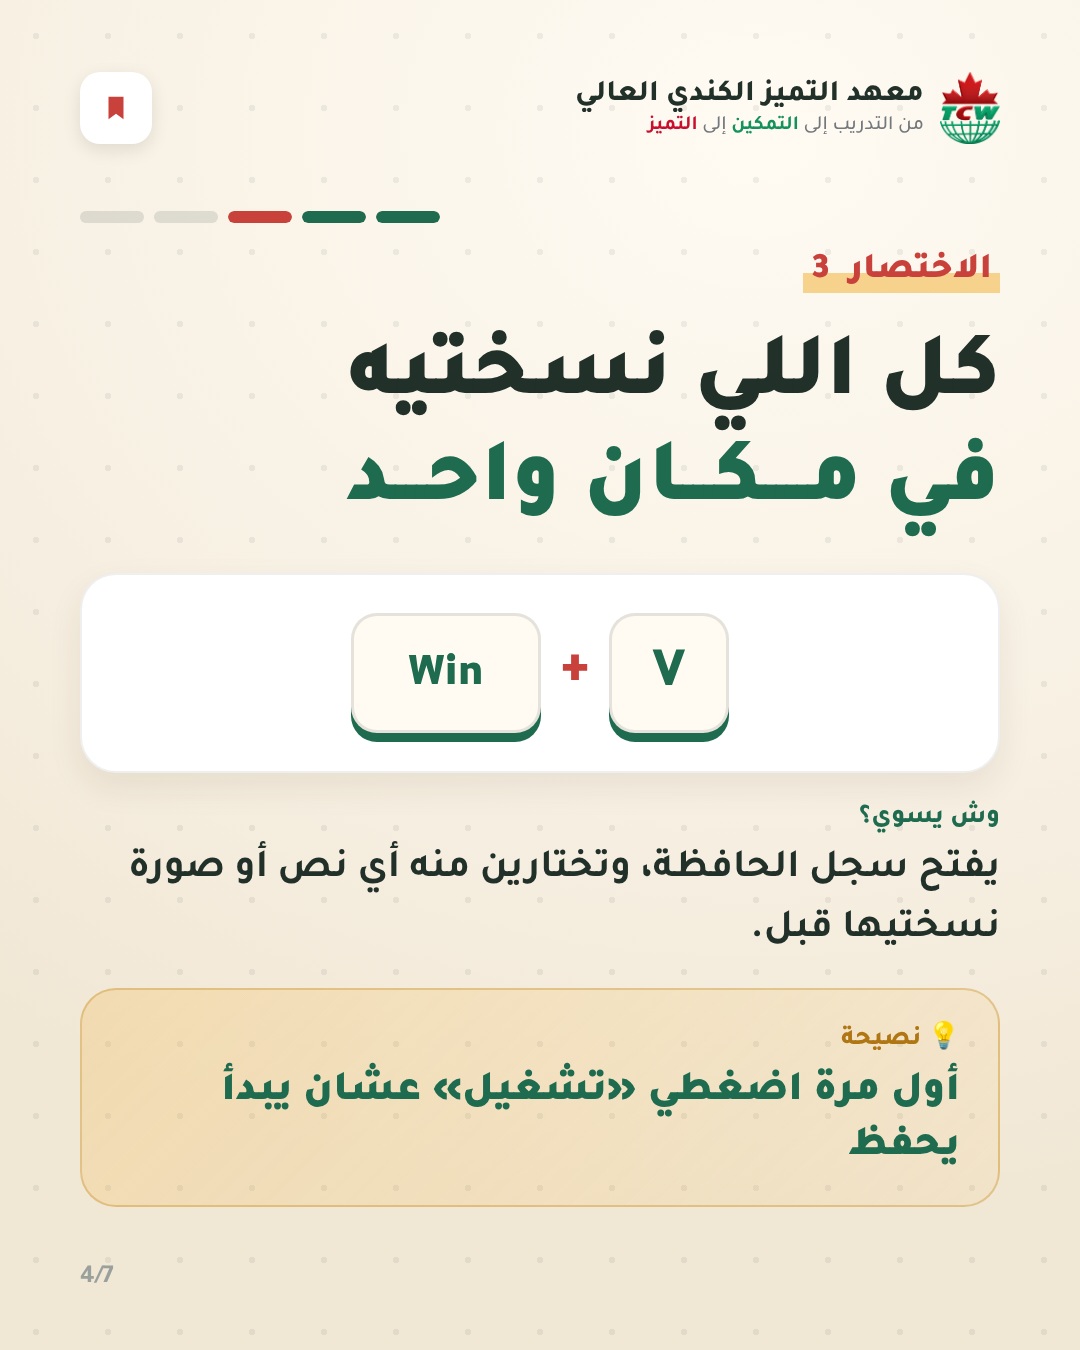 معهد التميز الكندي العالي
من التدريب إلى التمكين إلى التميز
TCW
الاختصار 3
كل اللي نسختيه
في مـــكـــان واحـــد
Win + V
وش يسوي؟
يفتح سجل الحافظة، وتختارين منه أي نص أو صورة
نسختيها قبل.
💡 نصيحة
أول مرة اضغطي «تشغيل» عشان يبدأ
يحفظ
4/7